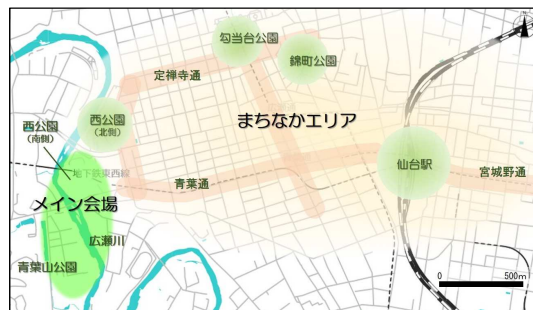 勾当台公園
錦町公園
定禅寺通
西公園
（北側）
まちなかエリア
西公園
（南側）
仙台駅
地下鉄東西線
青葉通
宮城野通
メイン会場
広瀬川
青葉山公園
0
500m